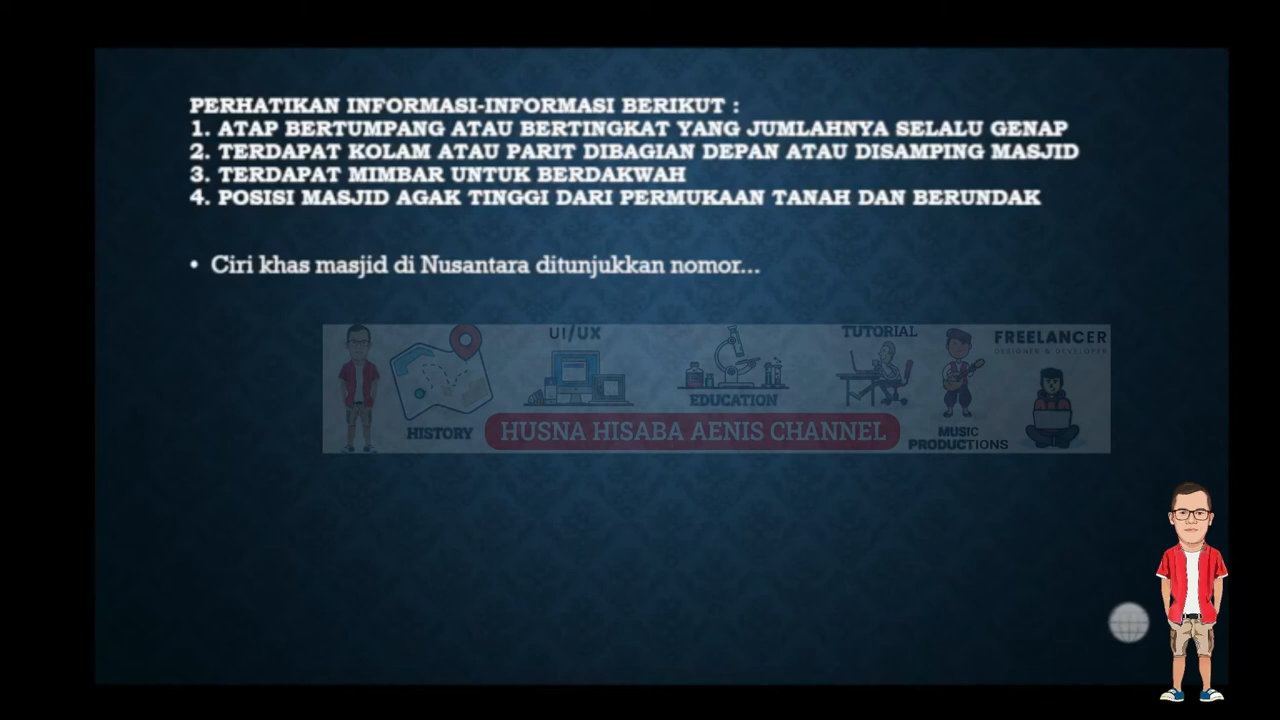 PERHATIKAN INFORMASI-INFORMASI BERIKUT :
1. ATAP BERTUMPANG ATAU BERTINGKAT YANG JUMLAHNYA SELALU GENAP
2. TERDAPAT KOLAM ATAU PARIT DIBAGIAN DEPAN ATAU DISAMPING MASJID
3. TERDAPAT MIMBAR UNTUK BERDAKWAH
4. POSISI MASJID AGAK TINGGI DARI PERMUKAAN TANAH DAN BERUNDAK
• Ciri khas masjid di Nusantara ditunjukkan nomor...
UI/UX
TUTORIAL
FREELANCER
DESIGNER & DEVELOPER
EDUCATION
HISTORY
HUSNA HISABA AENIS CHANNEL
MUSIC
PRODUCTIONS